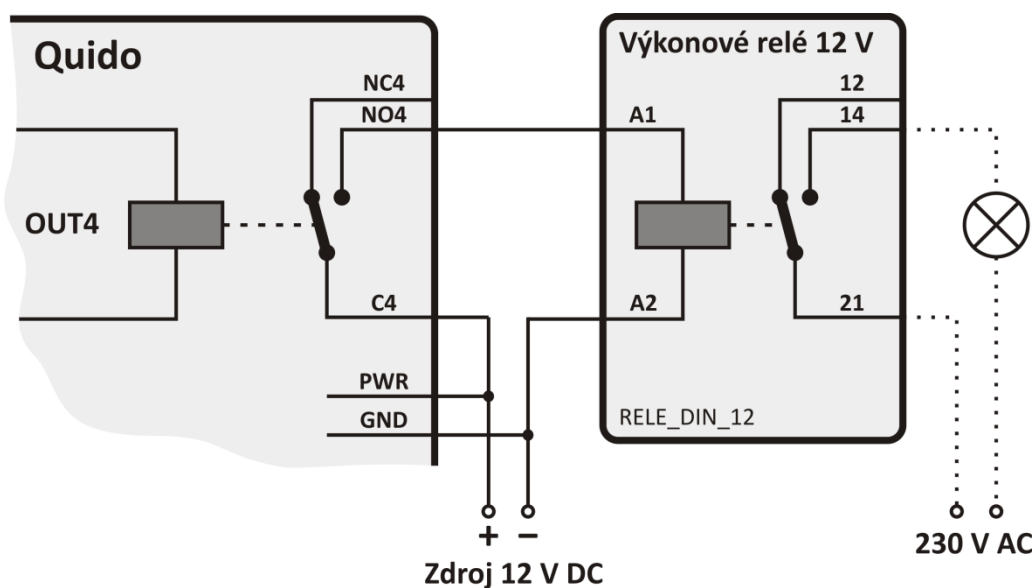 Quido
NC4
NO4
OUT4
C4
PWR
GND
+ −
Zdroj 12 V DC
Výkonové relé 12 V
12
14
A1
A2
21
RELE_DIN_12
230 V AC